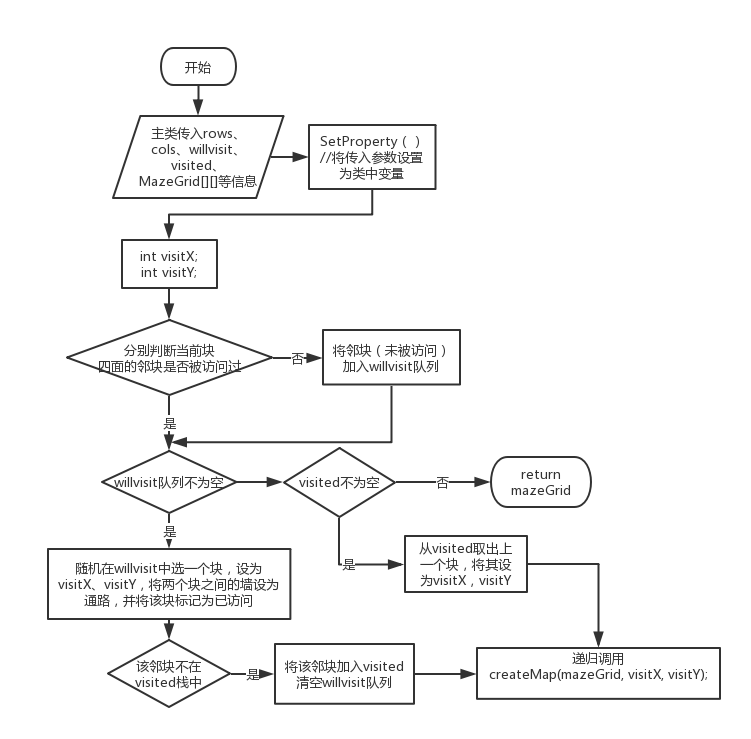 开始
主类传入rows、
cols、willvisit、
visited、
MazeGrid[][]等信息
SetProperty（ ）
//将传入参数设置
为类中变量
int visitX;
int visitY;
分别判断当前块
四面的邻块是否被访问过
否
将邻块（未被访问）
加入willvisit队列
是
willvisit队列不为空
visited不为空
否
return
mazeGrid
是
随机在willvisit中选一个块，设为
visitX、visitY，将两个块之间的墙设为
通路，并将该块标记为已访问
是
从visited取出上
一个块，将其设
为visitX，visitY
该邻块不在
visited栈中
是
将该邻块加入visited
清空willvisit队列
递归调用
createMap(mazeGrid, visitX, visitY);